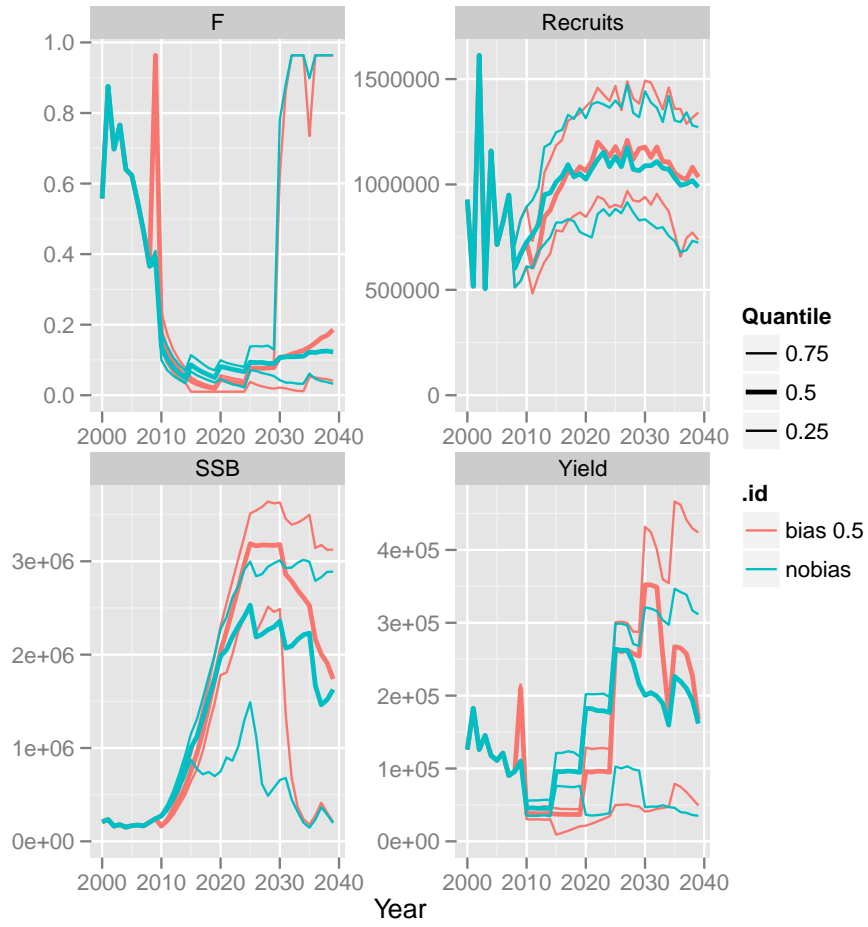 F
Recruits
1.0
0.8
0.6
0.4
0.2
0.0
1500000
1000000
500000
0
2000 2010 2020 2030 2040
2000 2010 2020 2030 2040
SSB
Yield
3e+06
2e+06
1e+06
0e+00
4e+05
3e+05
2e+05
1e+05
0e+00
2000 2010 2020 2030 2040
2000 2010 2020 2030 2040
Year
Quantile
0.75
0.5
0.25
.id
bias 0.5
nobias